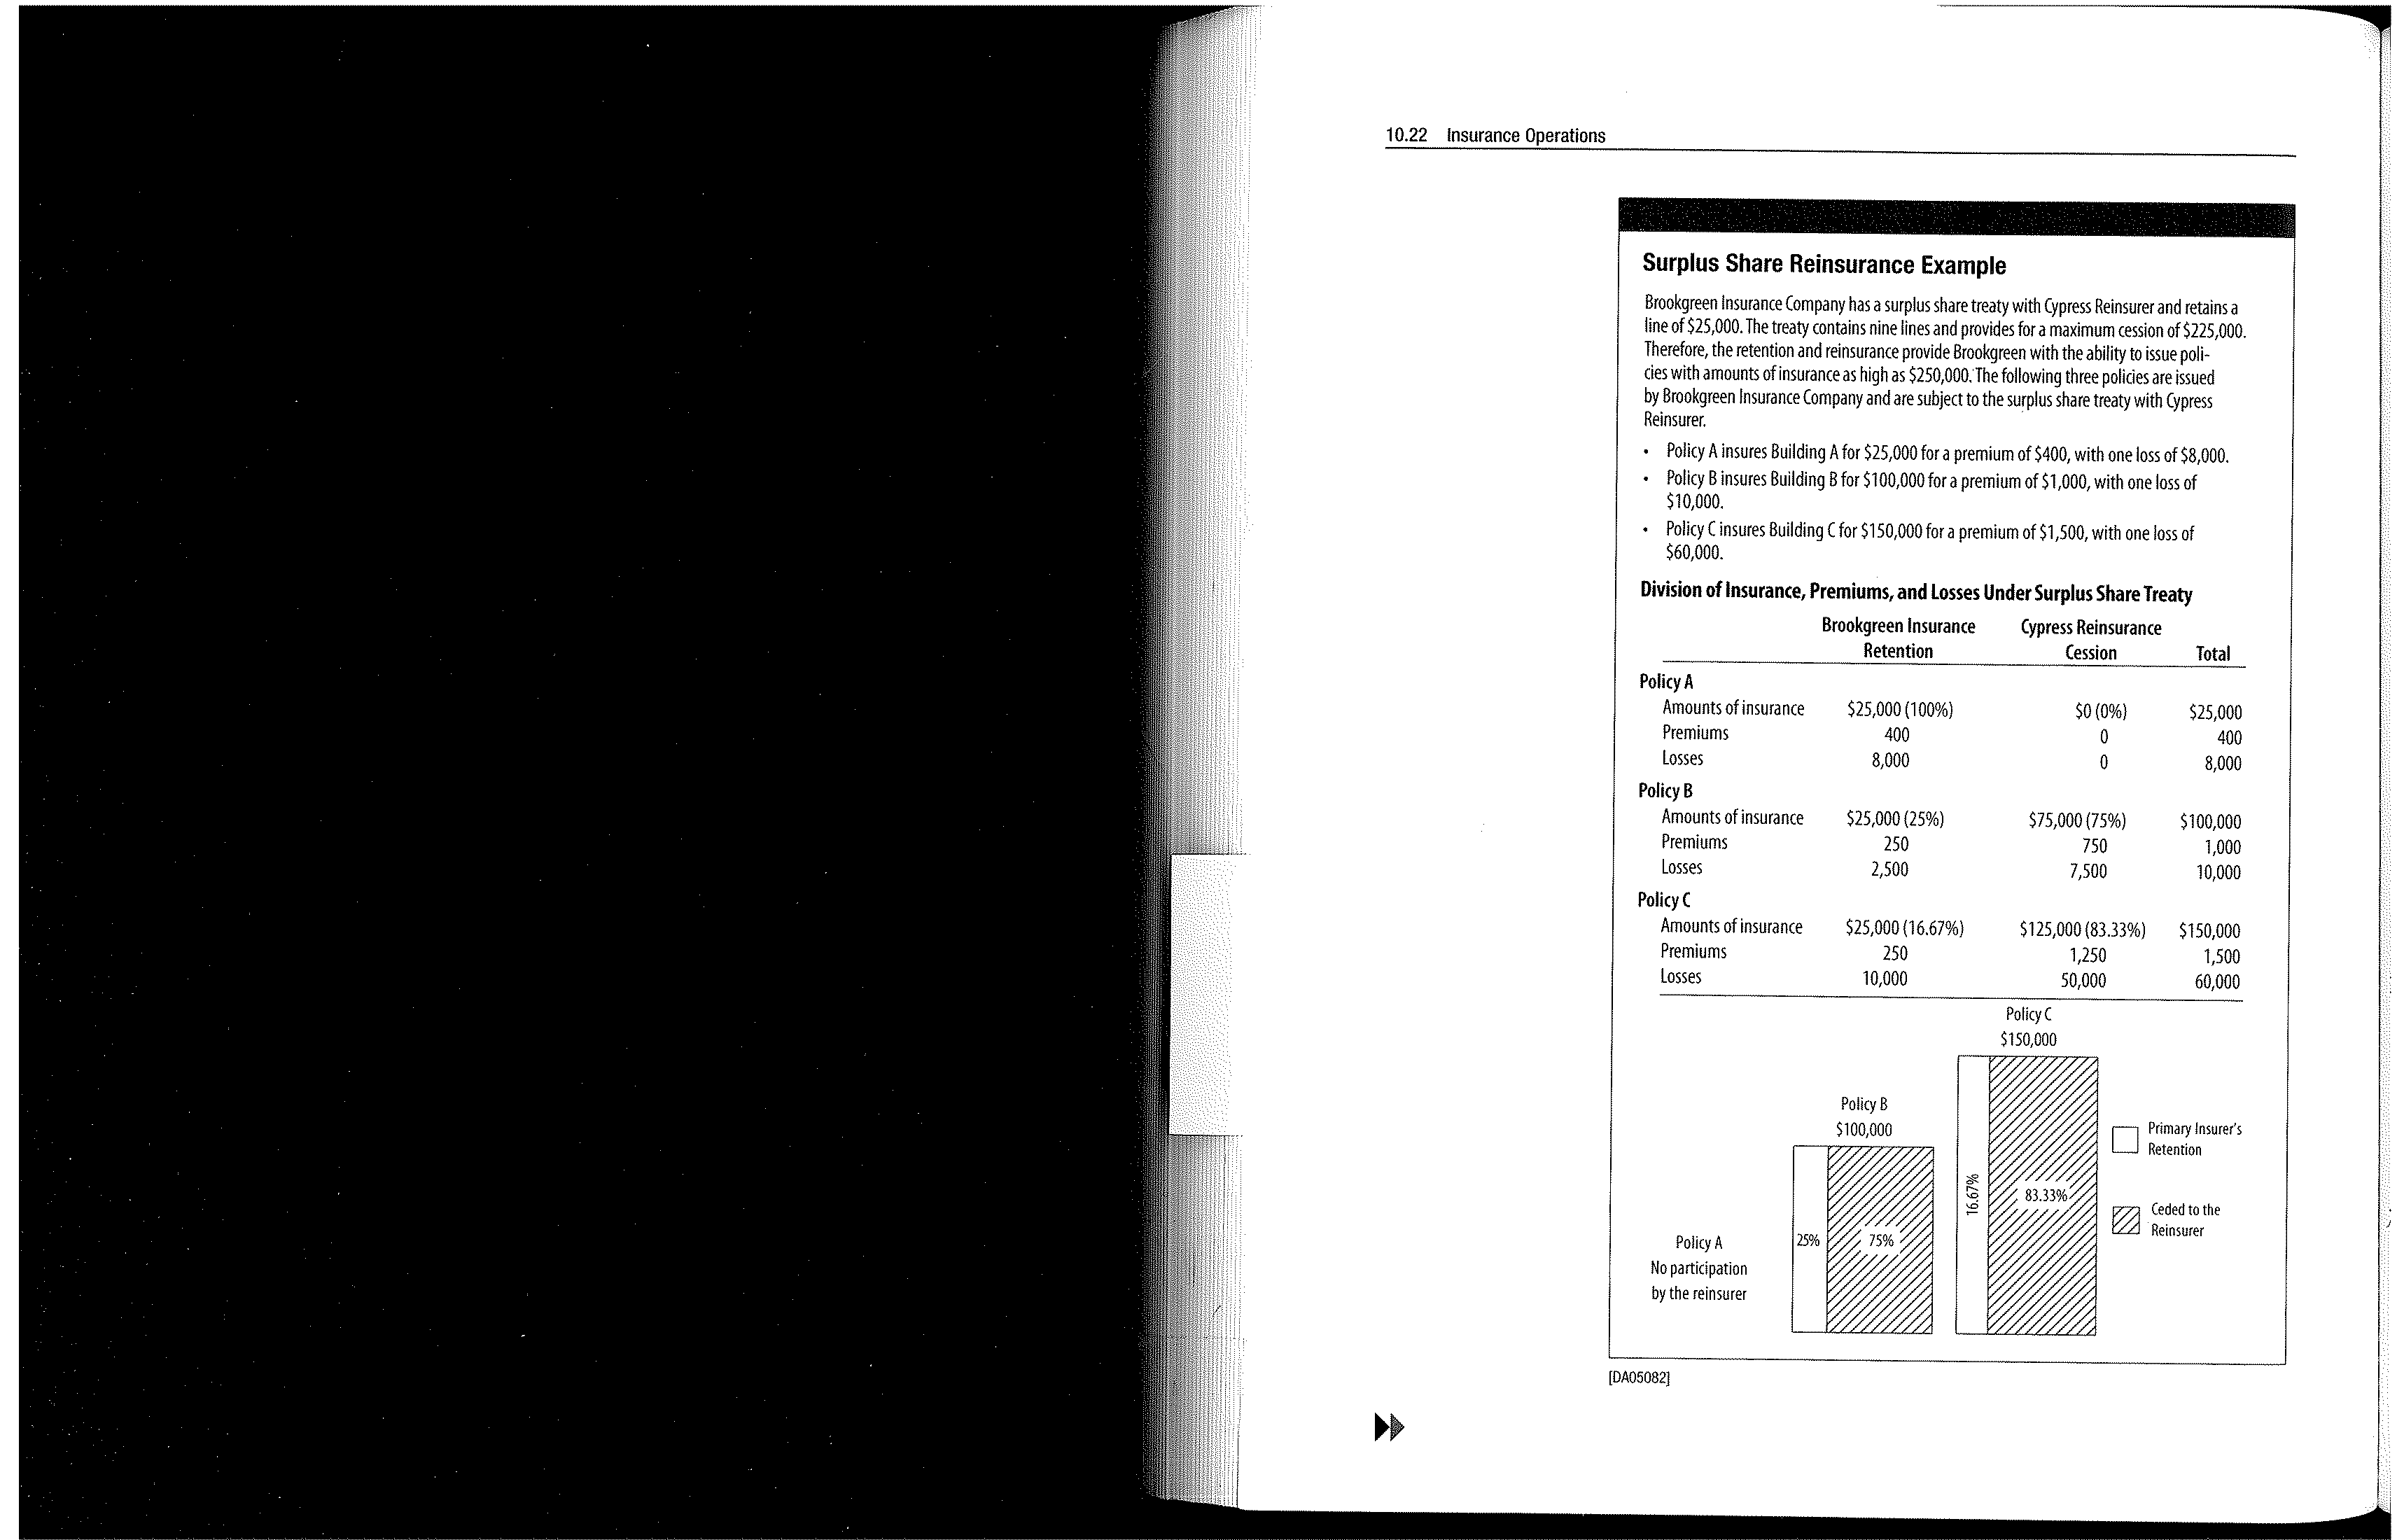 10.22 Insurance Operations
Surplus Share Reinsurance Example
Brookgreen Insurance Company has a surplus share treaty with Cypress Reinsurer and retains a
line of $25,000. The treaty contains nine lines and provides for a maximum cession of $225,000.
Therefore, the retention and reinsurance provide Brookgreen with the ability to issue poli-
cies with amounts of insurance as high as $250,000. The following three policies are issued
by Brookgreen Insurance Company and are subject to the surplus share treaty with Cypress
Reinsurer.
• Policy A insures Building A for $25,000 for a premium of $400, with one loss of $8,000.
• Policy B insures Building B for $100,000 for a premium of $1,000, with one loss of
$10,000.
• Policy C insures Building C for $150,000 for a premium of $1,500, with one loss of
$60,000.
Division of Insurance, Premiums, and Losses Under Surplus Share Treaty
Brookgreen Insurance Cypress Reinsurance
Retention Cession Total
Policy A
Amounts of insurance $25,000 (100%) $0 (0%) $25,000
Premiums 400 0 400
Losses 8,000 0 8,000
Policy B
Amounts of insurance $25,000 (25%) $75,000 (75%) $100,000
Premiums 250 750 1,000
Losses 2,500 7,500 10,000
Policy C
Amounts of insurance $25,000 (16.67%) $125,000 (83.33%) $150,000
Premiums 250 1,250 1,500
Losses 10,000 50,000 60,000
Policy C
$150,000
Policy B
$100,000
Primary Insurer's
Retention
16.67%
83.33%
Ceded to the
Reinsurer
Policy A
No participation
by the reinsurer
25%
75%
[DA05082]